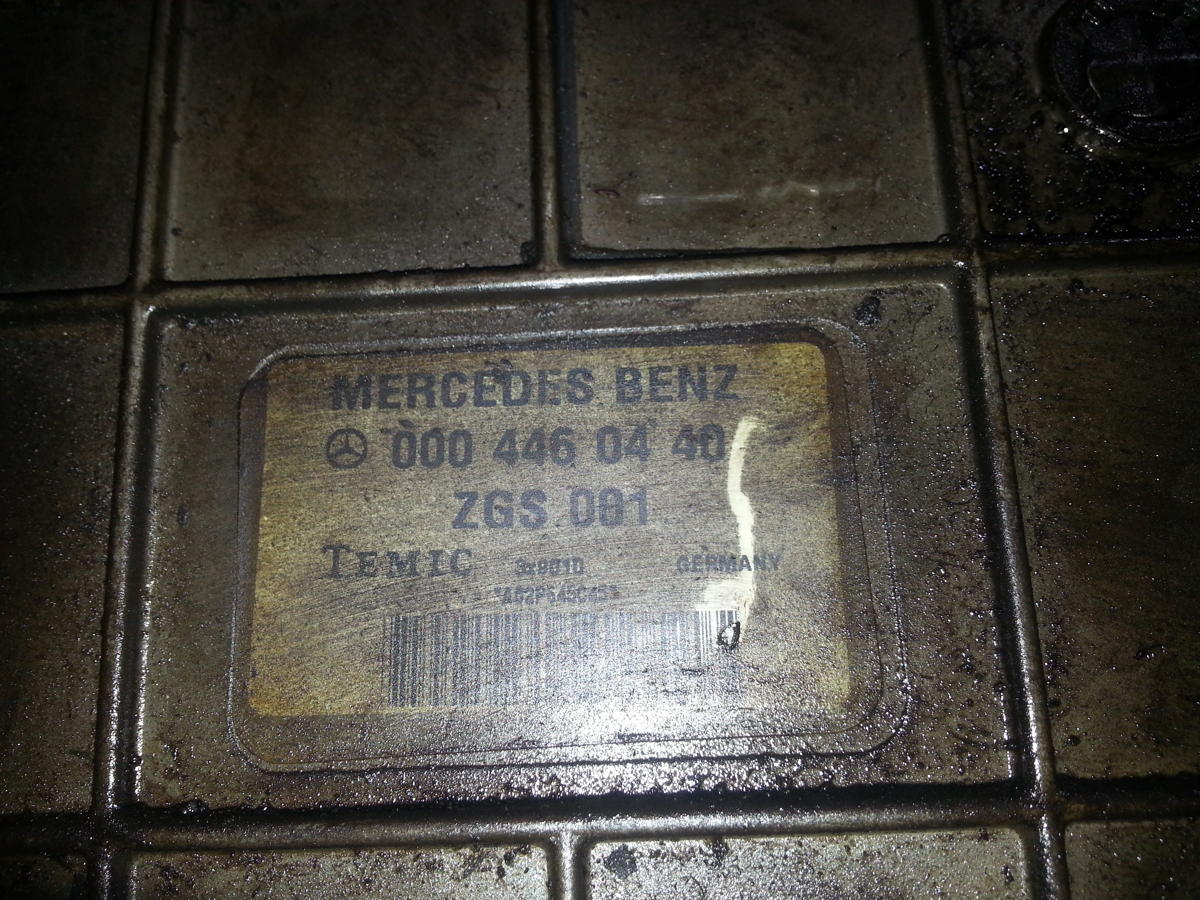 MERCEDES BENZ
000 446 04 40
ZGS 001
TEMIC GERMANY